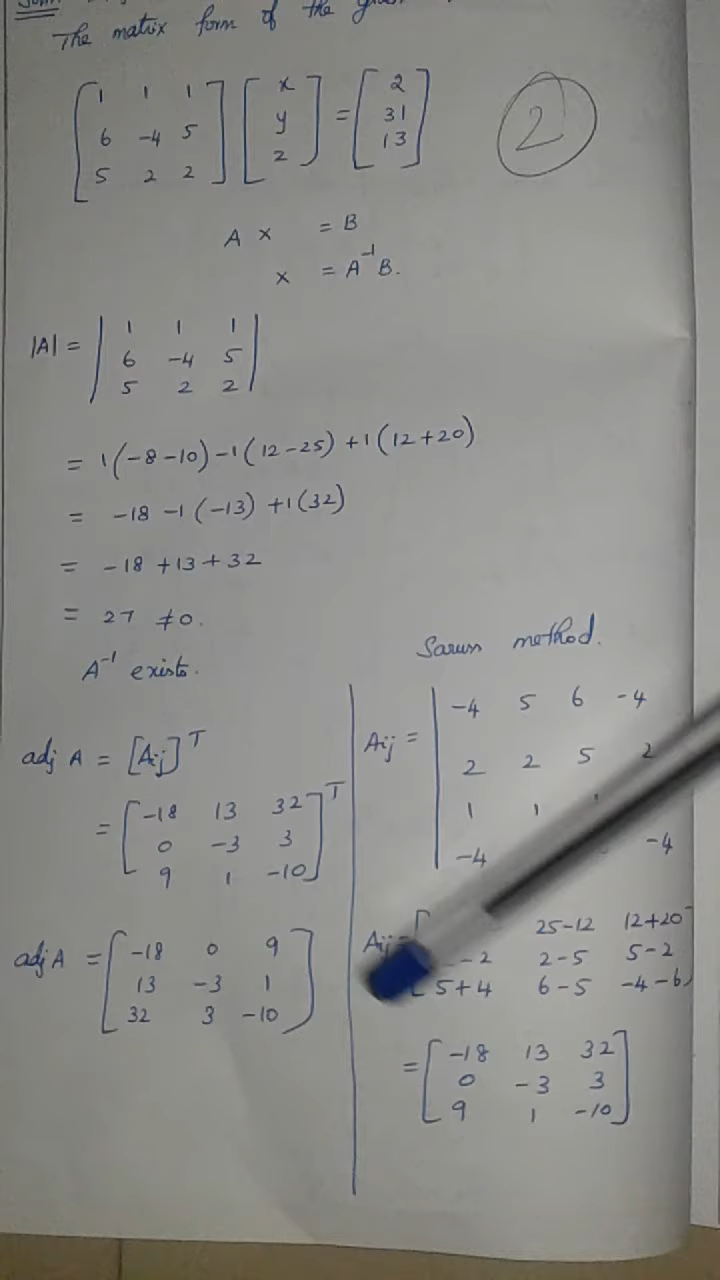 The matrix form of the
[1 1 1] [x] = [2]
[6 -4 5] [y] [31]
[5 2 2] [z] [13]
2
A x = B
x = A⁻¹B.
|A| = | 1 1 1 |
| 6 -4 5 |
| 5 2 2 |
= 1(-8-10)-1(12-25)+1(12+20)
= -18 -1(-13) +1(32)
= -18 +13+32
= 27 ≠0.
A⁻¹ exists.
adj A = [Aij]ᵀ
= [-18 13 32]ᵀ
[0 -3 3]
[9 1 -10]
adj A = [-18 0 9]
[13 -3 1]
[32 3 -10]
Sarus method.
Aij = | -4 5 6 -4
2 2 5 2
1 1
-4 -4
Aij = [ 25-12 12+20
-2 2-5 5-2
5+4 6-5 -4-6]
= [-18 13 32]
[0 -3 3]
[9 1 -10]